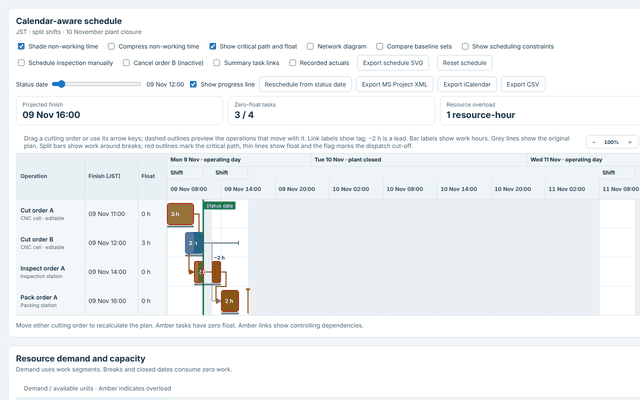 Calendar-aware schedule
JST · split shifts · 10 November plant closure
Shade non-working time
Compress non-working time
Show critical path and float
Network diagram
Compare baseline sets
Show scheduling constraints
Schedule inspection manually
Cancel order B (inactive)
Summary task links
Recorded actuals
Export schedule SVG
Reset schedule
Status date
09 Nov 12:00
Show progress line
Reschedule from status date
Export MS Project XML
Export iCalendar
Export CSV
Projected finish
09 Nov 16:00
Zero-float tasks
3 / 4
Resource overload
1 resource-hour
Drag a cutting order or use its arrow keys; dashed outlines preview the operations that move with it. Link labels show lag; −2 h is a lead. Bar labels show work hours. Grey lines show the original
plan. Split bars show work around breaks; red outlines mark the critical path, thin lines show float and the flag marks the dispatch cut-off.
− 100% +
Operation
Finish (JST)
Float
Mon 9 Nov · operating day
Tue 10 Nov · plant closed
Wed 11 Nov · operating day
Shift
Shift
Shift
09 Nov 08:00
09 Nov 14:00
09 Nov 20:00
10 Nov 02:00
10 Nov 08:00
10 Nov 14:00
10 Nov 20:00
11 Nov 02:00
11 Nov 08:00
Status date
Cut order A
CNC cell · editable
09 Nov 11:00
0 h
3 h
Cut order B
CNC cell · editable
09 Nov 12:00
3 h
2 h
−2 h
Inspect order A
Inspection station
09 Nov 14:00
0 h
Pack order A
Packing station
09 Nov 16:00
0 h
2 h
Move either cutting order to recalculate the plan. Amber tasks have zero float. Amber links show controlling dependencies.
Resource demand and capacity
Demand uses work segments. Breaks and closed dates consume zero work.
Demand / available units · Amber indicates overload